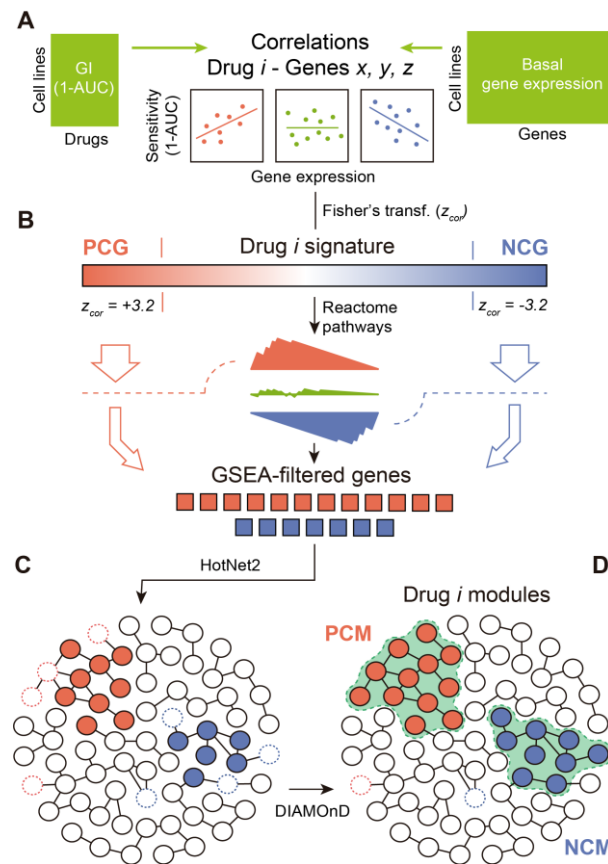 A
Cell lines
GI
(1-AUC)
Drugs
Correlations
Drug i - Genes x, y, z
Sensitivity
(1-AUC)
Gene expression
Cell lines
Basal
gene expression
Genes
Fisher's transf. (zcor)
B
PCG
Drug i signature
NCG
zcor = +3.2
zcor = -3.2
Reactome
pathways
GSEA-filtered genes
HotNet2
C
D
Drug i modules
PCM
DIAMOnD
NCM